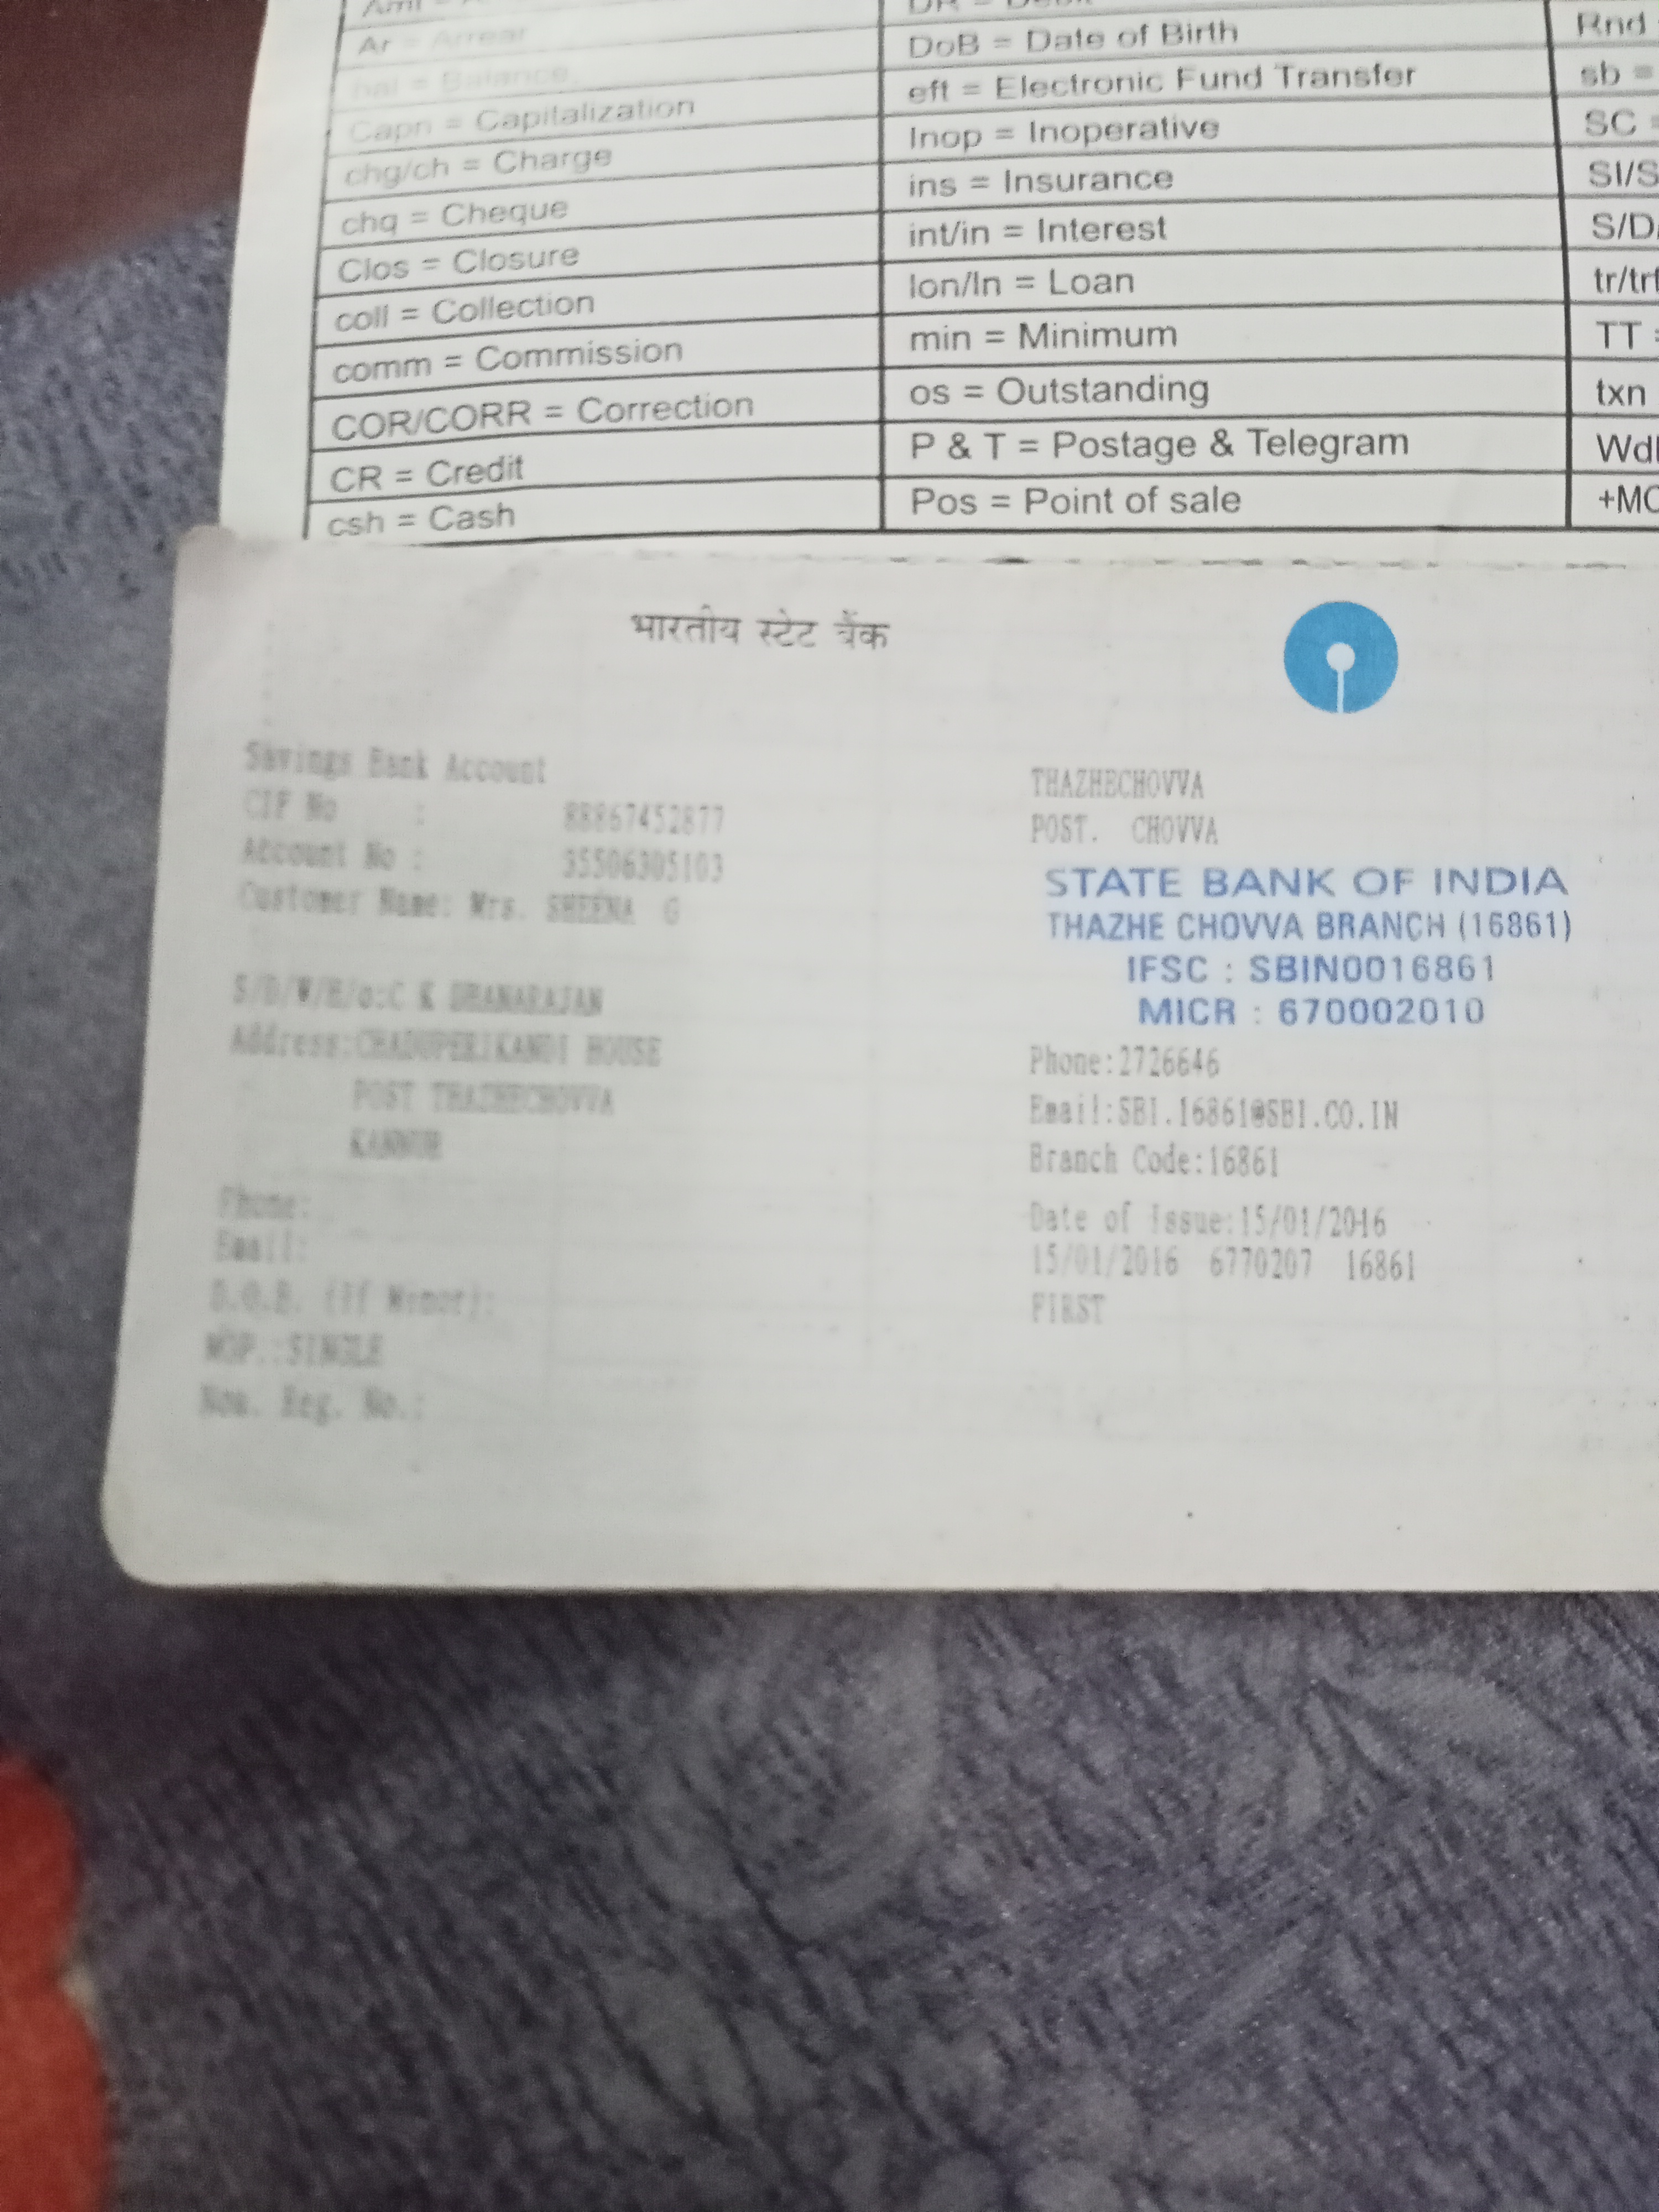 Ar = Arrear
bal = Balance
Capn = Capitalization
chg/ch = Charge
chq = Cheque
Clos = Closure
coll = Collection
comm = Commission
COR/CORR = Correction
CR = Credit
csh = Cash
DoB = Date of Birth
eft = Electronic Fund Transfer
Inop = Inoperative
ins = Insurance
int/in = Interest
lon/ln = Loan
min = Minimum
os = Outstanding
P & T = Postage & Telegram
Pos = Point of sale
Rnd
sb =
SC =
SI/S
S/D
tr/trf
TT =
txn
Wdl
+MC
भारतीय स्टेट बैंक
Savings Bank Account
CIF No : 88867452877
Account No : 35506305103
Customer Name: Mrs. SHEENA G
S/D/W/H/o:C K DHANARAJAN
Address:CHADUPERIKANDI HOUSE
POST THAZHECHOVVA
KANNUR
Phone:
Email:
D.O.B. (If Minor):
MOP.:SINGLE
Nom. Reg. No.:
THAZHECHOVVA
POST. CHOVVA
STATE BANK OF INDIA
THAZHE CHOVVA BRANCH (16861)
IFSC : SBIN0016861
MICR : 670002010
Phone:2726646
Email:SBI.16861@SBI.CO.IN
Branch Code:16861
Date of Issue:15/01/2016
15/01/2016 6770207 16861
FIRST